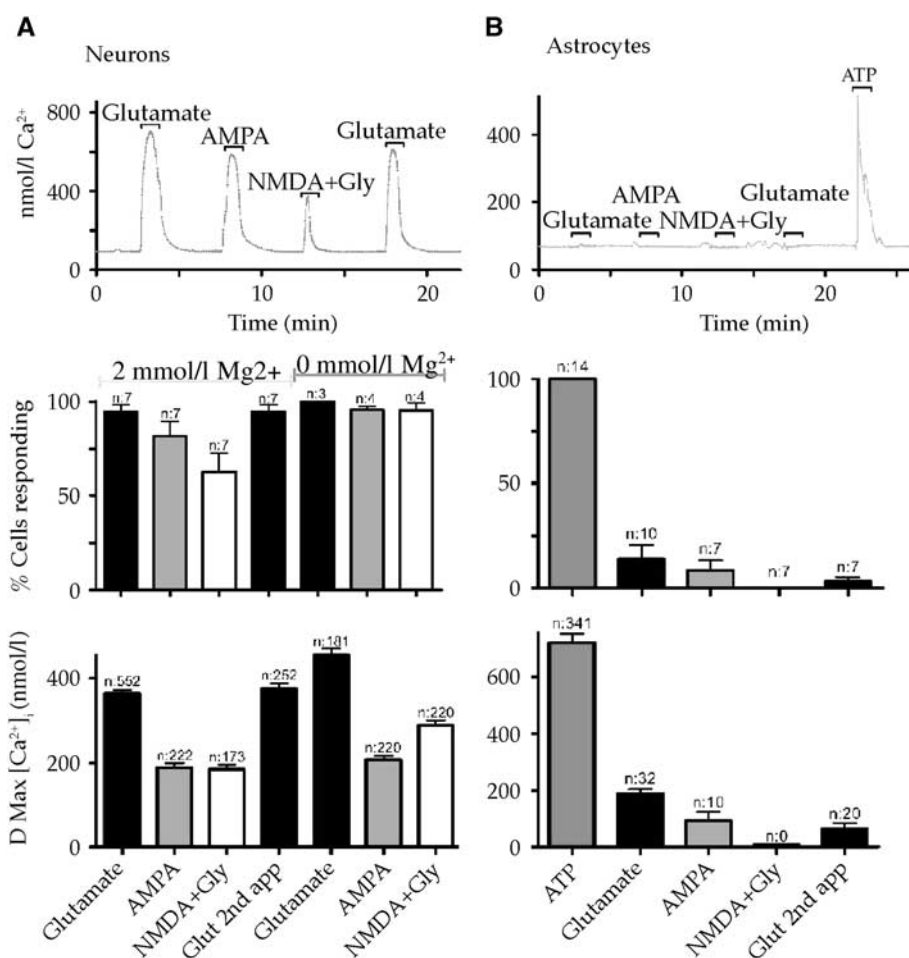 A
B
Neurons
Astrocytes
nmol/l Ca²⁺
800
400
0
0
10
20
Time (min)
Glutamate
AMPA
NMDA+Gly
Glutamate
400
200
0
0
10
20
Time (min)
Glutamate
AMPA
NMDA+Gly
Glutamate
ATP
2 mmol/l Mg2+
0 mmol/l Mg²⁺
% Cells responding
100
50
0
n:7
n:7
n:7
n:7
n:3
n:4
n:4
100
50
0
n:14
n:10
n:7
n:7
n:7
D Max [Ca²⁺]ᵢ (nmol/l)
400
200
0
n:552
n:222
n:173
n:252
n:181
n:220
n:220
Glutamate
AMPA
NMDA+Gly
Glut 2nd app
Glutamate
AMPA
NMDA+Gly
600
400
200
0
n:341
n:32
n:10
n:0
n:20
ATP
Glutamate
AMPA
NMDA+Gly
Glut 2nd app